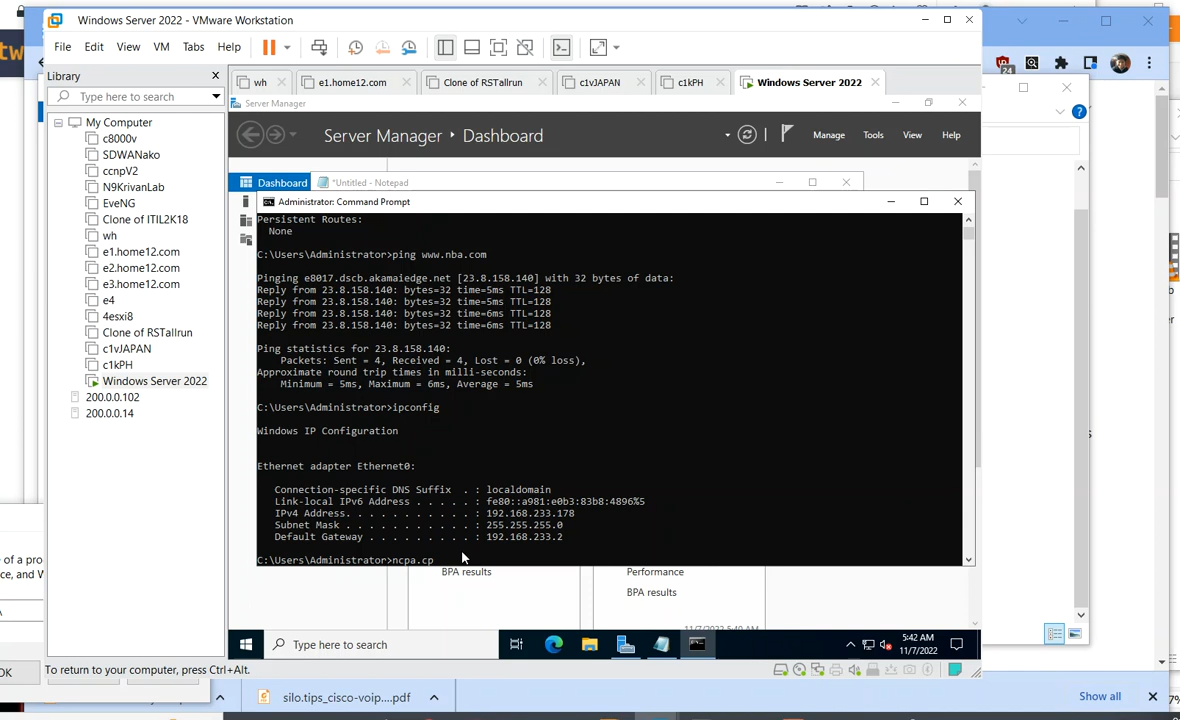 Windows Server 2022 - VMware Workstation
File Edit View VM Tabs Help
Library
Type here to search
My Computer
c8000v
SDWANako
ccnpV2
N9KrivanLab
EveNG
Clone of ITIL2K18
wh
e1.home12.com
e2.home12.com
e3.home12.com
e4
4esxi8
Clone of RSTallrun
c1vJAPAN
c1kPH
Windows Server 2022
200.0.0.102
200.0.0.14
wh e1.home12.com Clone of RSTallrun c1vJAPAN c1kPH Windows Server 2022
Server Manager
Server Manager Dashboard
Manage Tools View Help
Dashboard
*Untitled - Notepad
Administrator: Command Prompt
Persistent Routes:
None
C:\Users\Administrator>ping www.nba.com
Pinging e8017.dscb.akamaiedge.net [23.8.158.140] with 32 bytes of data:
Reply from 23.8.158.140: bytes=32 time=5ms TTL=128
Reply from 23.8.158.140: bytes=32 time=5ms TTL=128
Reply from 23.8.158.140: bytes=32 time=6ms TTL=128
Reply from 23.8.158.140: bytes=32 time=6ms TTL=128
Ping statistics for 23.8.158.140:
Packets: Sent = 4, Received = 4, Lost = 0 (0% loss),
Approximate round trip times in milli-seconds:
Minimum = 5ms, Maximum = 6ms, Average = 5ms
C:\Users\Administrator>ipconfig
Windows IP Configuration
Ethernet adapter Ethernet0:
Connection-specific DNS Suffix . : localdomain
Link-local IPv6 Address . . . . . : fe80::a981:e0b3:83b8:4896%5
IPv4 Address. . . . . . . . . . . : 192.168.233.178
Subnet Mask . . . . . . . . . . . : 255.255.255.0
Default Gateway . . . . . . . . . : 192.168.233.2
C:\Users\Administrator>ncpa.cp
BPA results
Performance
BPA results
11/7/2022 5:40 AM
Type here to search
5:42 AM
11/7/2022
To return to your computer, press Ctrl+Alt.
24
e of a pro
ce, and W
OK
silo.tips_cisco-voip....pdf
Show all